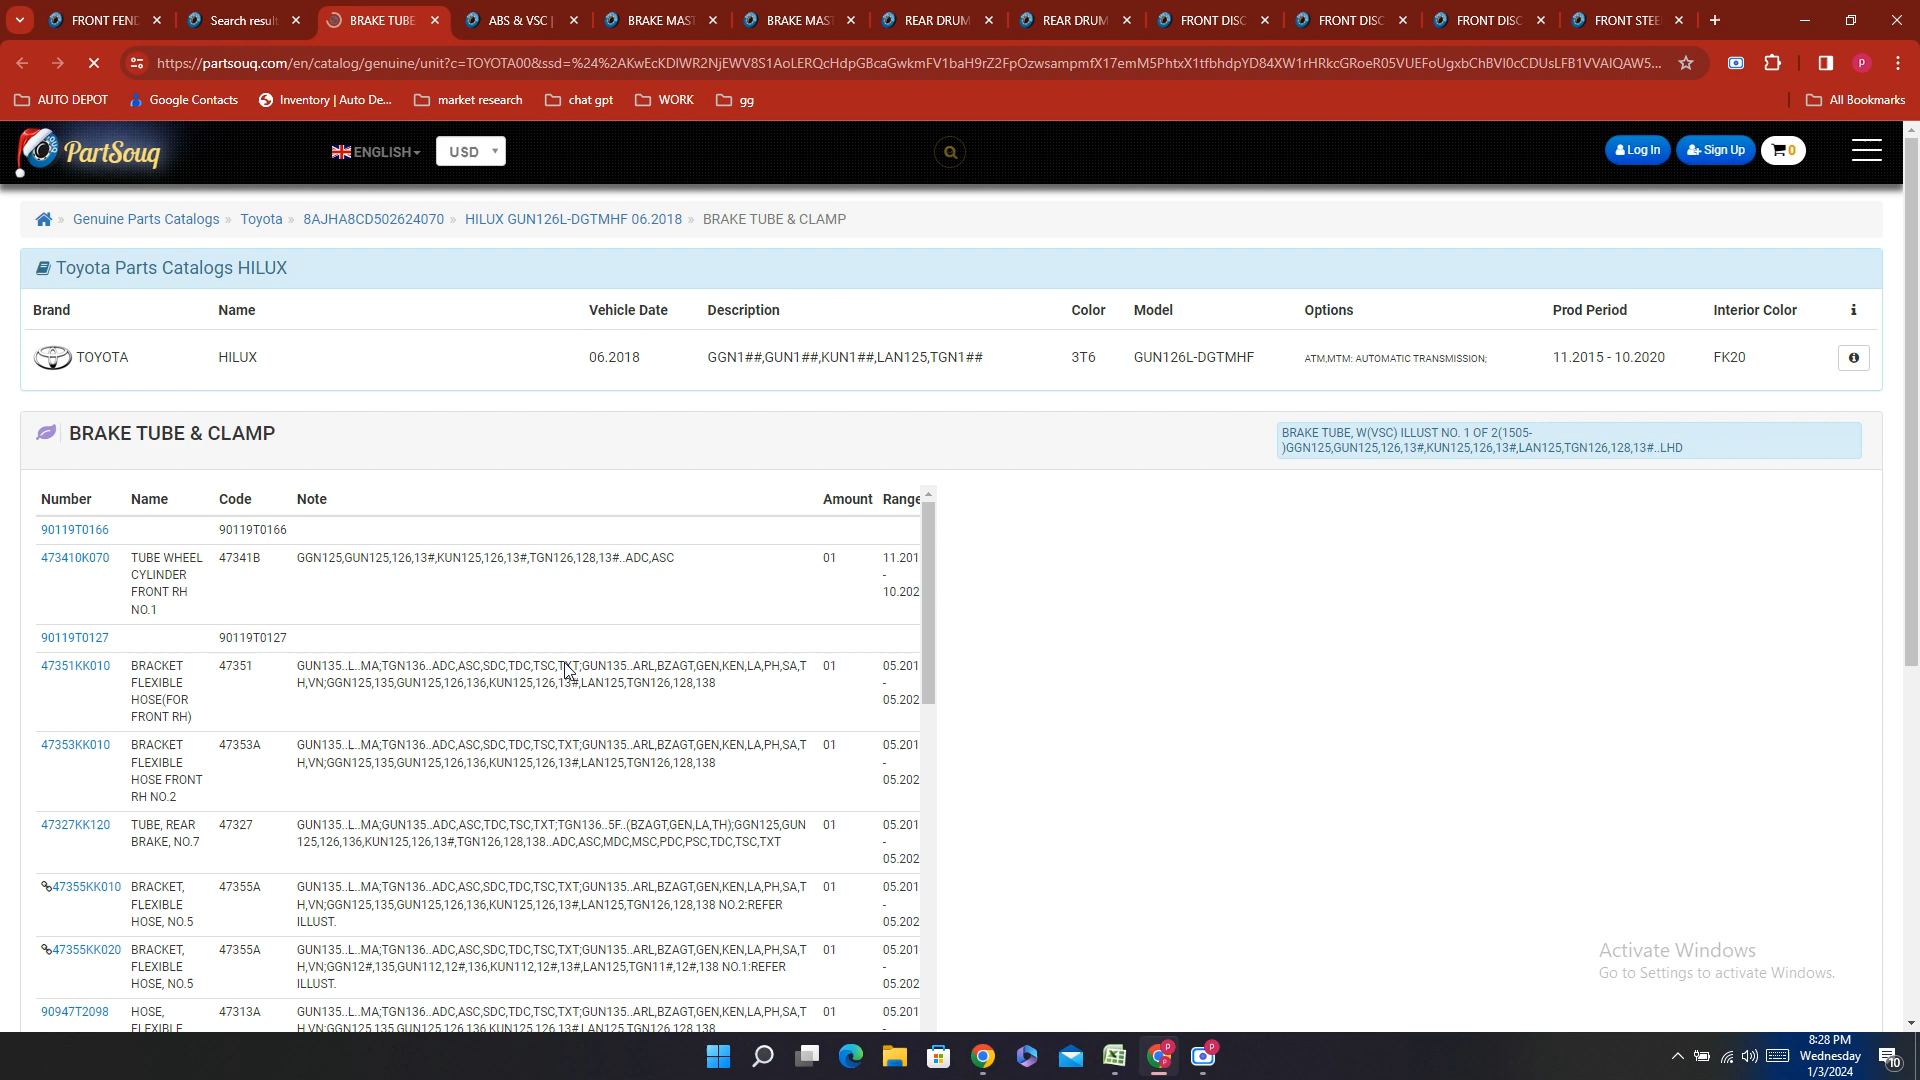 FRONT FEN
Search resul
BRAKE TUBE
ABS & VSC |
BRAKE MAS
BRAKE MAS
REAR DRUM
REAR DRUM
FRONT DISC
FRONT DISC
FRONT DISC
FRONT STEE
https://partsouq.com/en/catalog/genuine/unit?c=TOYOTA00&ssd=%24%2AKwEcKDIWR2NjEWV8S1AoLERQcHdpGBcaGwkmFV1baH9rZ2FpOzwsampmfX17emM5PhtxX1tfbhdpYD84XW1rHRkcGRoeR05VUEFoUgxbChBVI0cCDUsLFB1VVAIQAW5...
P
AUTO DEPOT
Google Contacts
Inventory | Auto De...
market research
chat gpt
WORK
gg
All Bookmarks
PartSouq
ENGLISH
USD
Log In
Sign Up
0
» Genuine Parts Catalogs » Toyota » 8AJHA8CD502624070 » HILUX GUN126L-DGTMHF 06.2018 » BRAKE TUBE & CLAMP
Toyota Parts Catalogs HILUX
Brand Name Vehicle Date Description Color Model Options Prod Period Interior Color i
TOYOTA HILUX 06.2018 GGN1##,GUN1##,KUN1##,LAN125,TGN1## 3T6 GUN126L-DGTMHF ATM,MTM: AUTOMATIC TRANSMISSION; 11.2015 - 10.2020 FK20
BRAKE TUBE & CLAMP
BRAKE TUBE, W(VSC) ILLUST NO. 1 OF 2(1505-
)GGN125,GUN125,126,13#,KUN125,126,13#,LAN125,TGN126,128,13#..LHD
Number Name Code Note Amount Range
90119T0166 90119T0166
473410K070 TUBE WHEEL 47341B GGN125,GUN125,126,13#,KUN125,126,13#,TGN126,128,13#..ADC,ASC 01 11.201
CYLINDER -
FRONT RH 10.202
NO.1
90119T0127 90119T0127
47351KK010 BRACKET 47351 GUN135..L..MA;TGN136..ADC,ASC,SDC,TDC,TSC,TXT;GUN135..ARL,BZAGT,GEN,KEN,LA,PH,SA,T 01 05.201
FLEXIBLE H,VN;GGN125,135,GUN125,126,136,KUN125,126,13#,LAN125,TGN126,128,138 -
HOSE(FOR 05.202
FRONT RH)
47353KK010 BRACKET 47353A GUN135..L..MA;TGN136..ADC,ASC,SDC,TDC,TSC,TXT;GUN135..ARL,BZAGT,GEN,KEN,LA,PH,SA,T 01 05.201
FLEXIBLE H,VN;GGN125,135,GUN125,126,136,KUN125,126,13#,LAN125,TGN126,128,138 -
HOSE FRONT 05.202
RH NO.2
47327KK120 TUBE, REAR 47327 GUN135..L..MA;GUN135..ADC,ASC,TDC,TSC,TXT;TGN136..5F..(BZAGT,GEN,LA,TH);GGN125,GUN 01 05.201
BRAKE, NO.7 125,126,136,KUN125,126,13#,TGN126,128,138..ADC,ASC,MDC,MSC,PDC,PSC,TDC,TSC,TXT -
05.202
47355KK010 BRACKET, 47355A GUN135..L..MA;TGN136..ADC,ASC,SDC,TDC,TSC,TXT;GUN135..ARL,BZAGT,GEN,KEN,LA,PH,SA,T 01 05.201
FLEXIBLE H,VN;GGN125,135,GUN125,126,136,KUN125,126,13#,LAN125,TGN126,128,138 NO.2:REFER -
HOSE, NO.5 ILLUST. 05.202
47355KK020 BRACKET, 47355A GUN135..L..MA;TGN136..ADC,ASC,SDC,TDC,TSC,TXT;GUN135..ARL,BZAGT,GEN,KEN,LA,PH,SA,T 01 05.201
FLEXIBLE H,VN;GGN12#,135,GUN112,12#,136,KUN112,12#,13#,LAN125,TGN11#,12#,138 NO.1:REFER -
HOSE, NO.5 ILLUST. 05.202
90947T2098 HOSE, 47313A GUN135..L..MA;TGN136..ADC,ASC,SDC,TDC,TSC,TXT;GUN135..ARL,BZAGT,GEN,KEN,LA,PH,SA,T 01 05.201
FLEXIBLE H,VN;GGN125,135,GUN125,126,136,KUN125,126,13#,LAN125,TGN126,128,138 -
Activate Windows
Go to Settings to activate Windows.
8:28 PM
Wednesday
1/3/2024
10